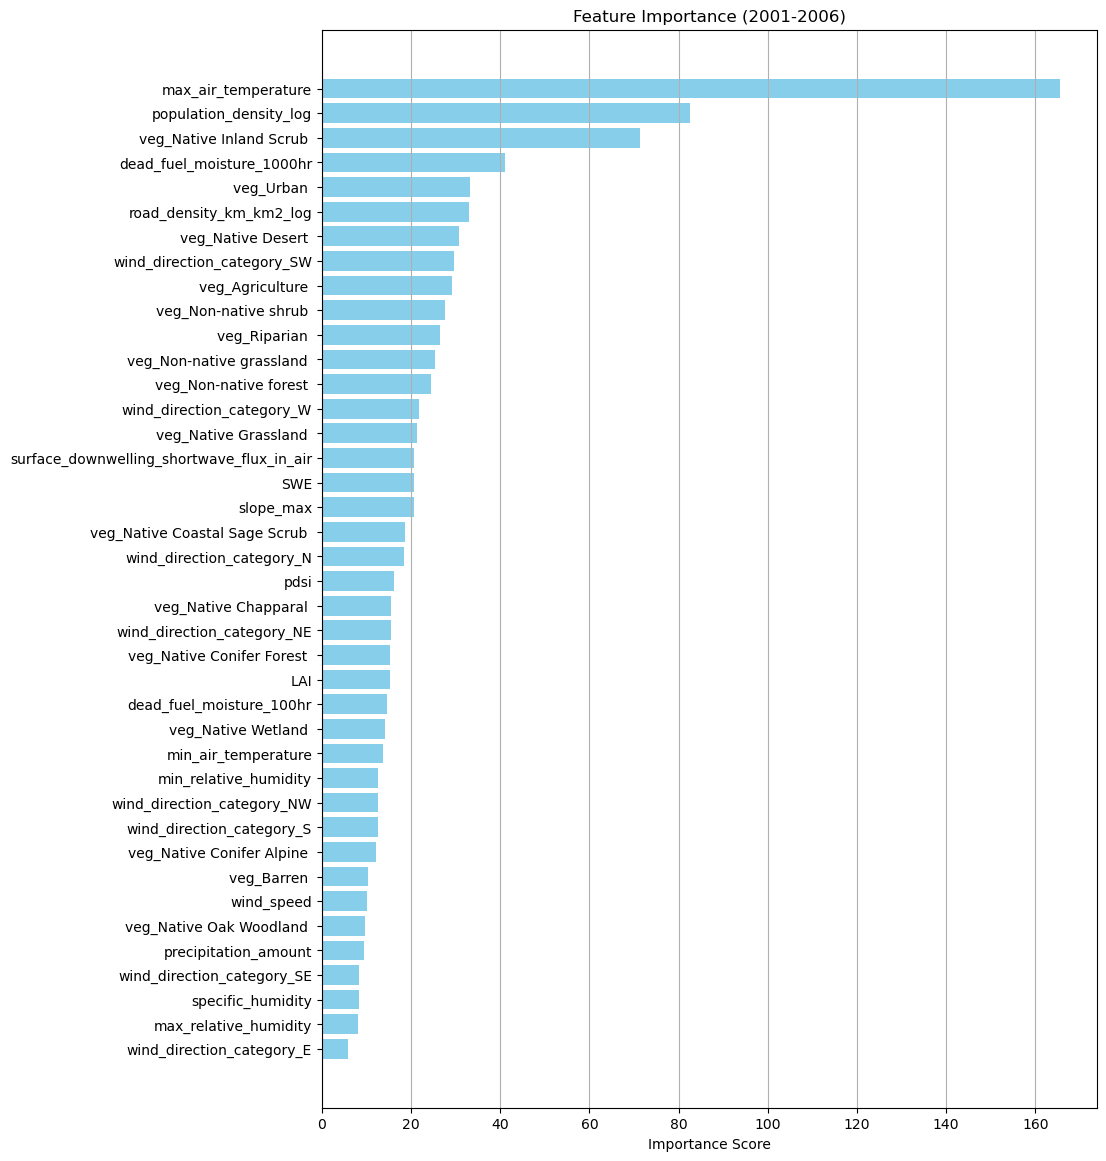 Feature Importance (2001-2006)
max_air_temperature
population_density_log
veg_Native Inland Scrub
dead_fuel_moisture_1000hr
veg_Urban
road_density_km_km2_log
veg_Native Desert
wind_direction_category_SW
veg_Agriculture
veg_Non-native shrub
veg_Riparian
veg_Non-native grassland
veg_Non-native forest
wind_direction_category_W
veg_Native Grassland
surface_downwelling_shortwave_flux_in_air
SWE
slope_max
veg_Native Coastal Sage Scrub
wind_direction_category_N
pdsi
veg_Native Chapparal
wind_direction_category_NE
veg_Native Conifer Forest
LAI
dead_fuel_moisture_100hr
veg_Native Wetland
min_air_temperature
min_relative_humidity
wind_direction_category_NW
wind_direction_category_S
veg_Native Conifer Alpine
veg_Barren
wind_speed
veg_Native Oak Woodland
precipitation_amount
wind_direction_category_SE
specific_humidity
max_relative_humidity
wind_direction_category_E
0 20 40 60 80 100 120 140 160
Importance Score